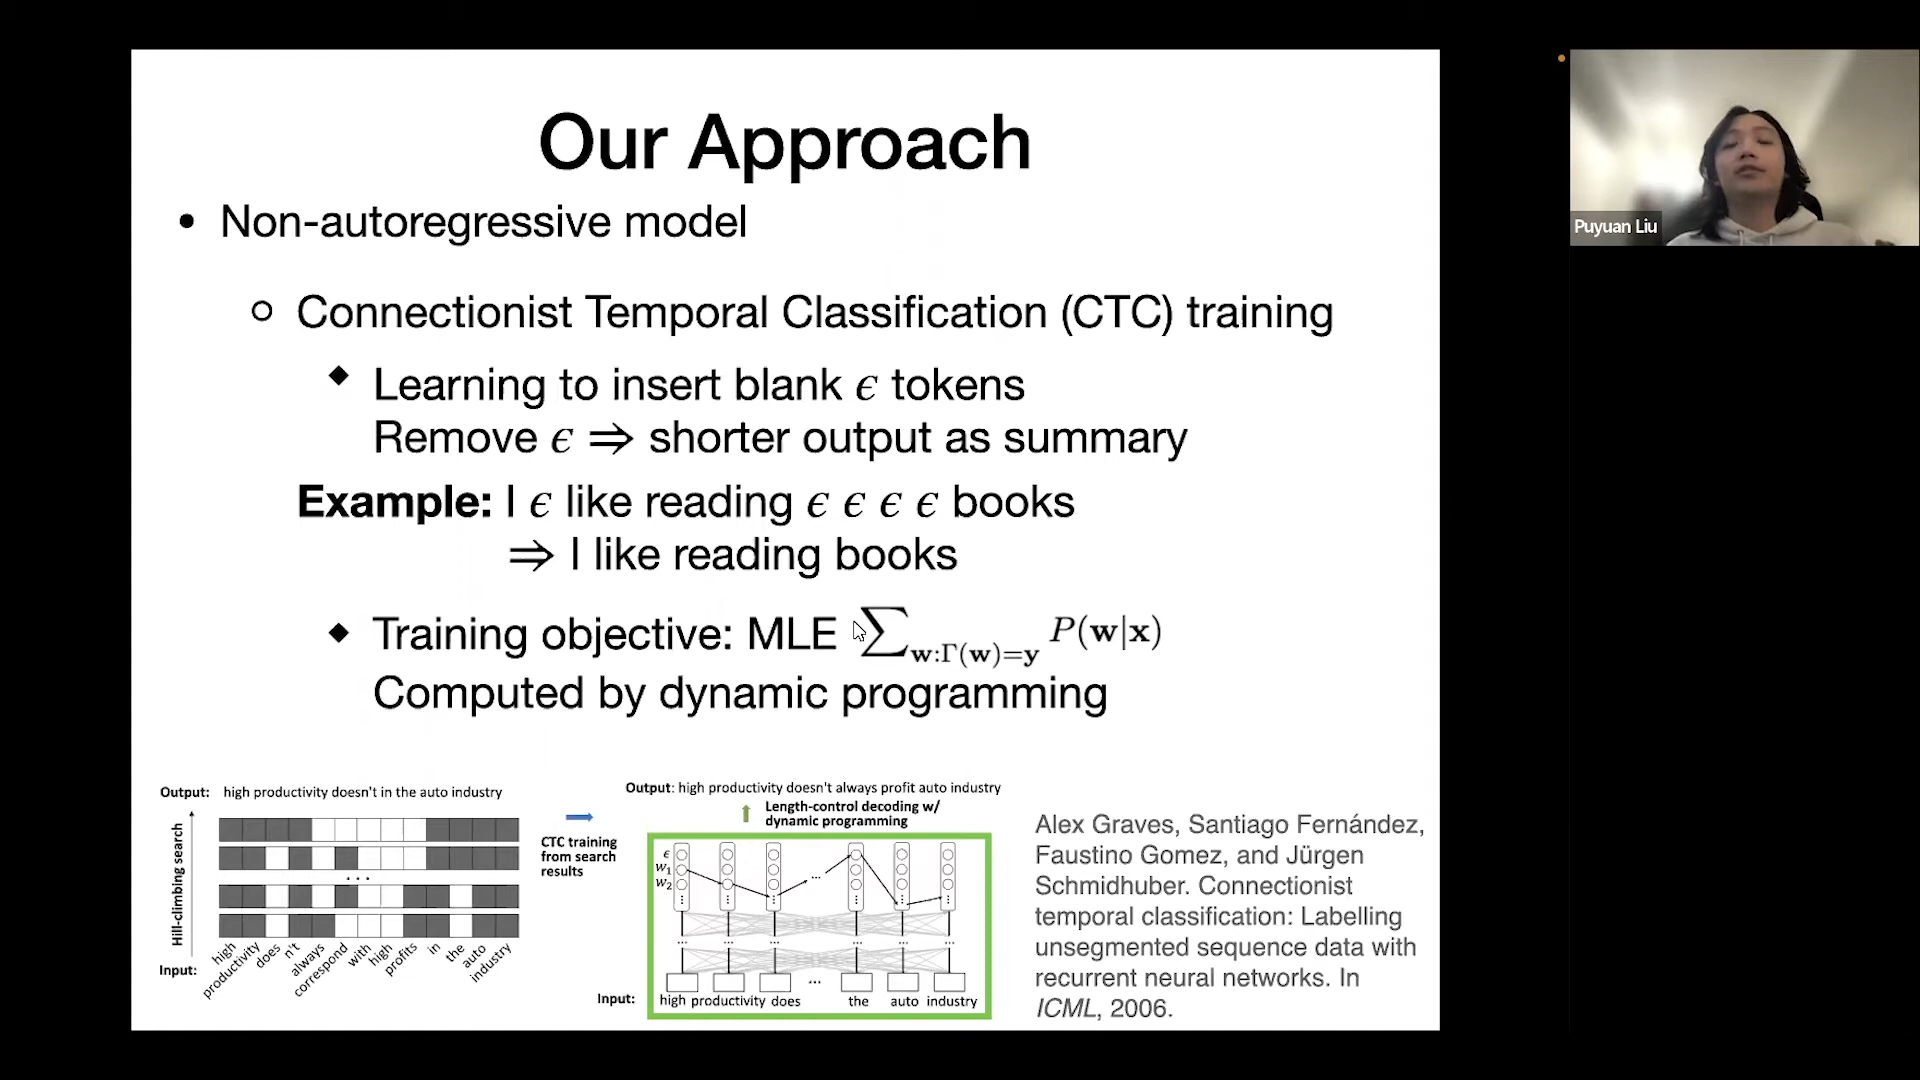 Our Approach
• Non-autoregressive model
Connectionist Temporal Classification (CTC) training
Learning to insert blank ϵ tokens
Remove ϵ ⇒ shorter output as summary
Example: I ϵ like reading ϵ ϵ ϵ ϵ books
⇒ I like reading books
Training objective: MLE ∑w:Γ(w)=y P(w|x)
Computed by dynamic programming
Output: high productivity doesn't in the auto industry
Hill-climbing search
...
Input:
high productivity does n't always correspond with high profits in the auto industry
CTC training
from search
results
Output: high productivity doesn't always profit auto industry
Length-control decoding w/
dynamic programming
ϵ
w₁
w₂
Input: high productivity does ... the auto industry
Alex Graves, Santiago Fernández,
Faustino Gomez, and Jürgen
Schmidhuber. Connectionist
temporal classification: Labelling
unsegmented sequence data with
recurrent neural networks. In
ICML, 2006.
Puyuan Liu